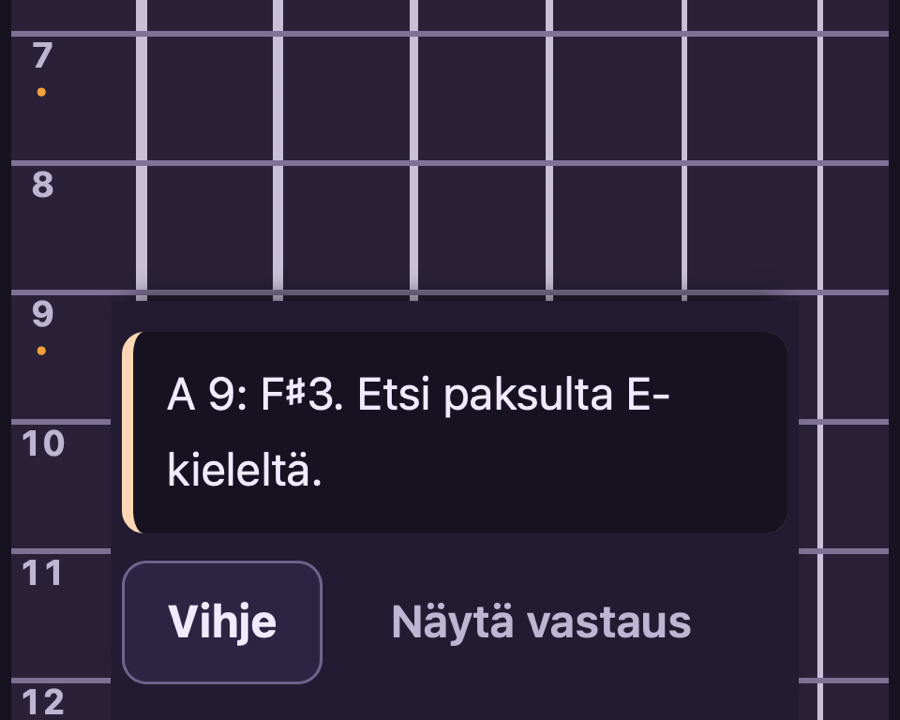 7
8
9
A 9: F♯3. Etsi paksulta E-
kieleltä.
10
11
Vihje
Näytä vastaus
12